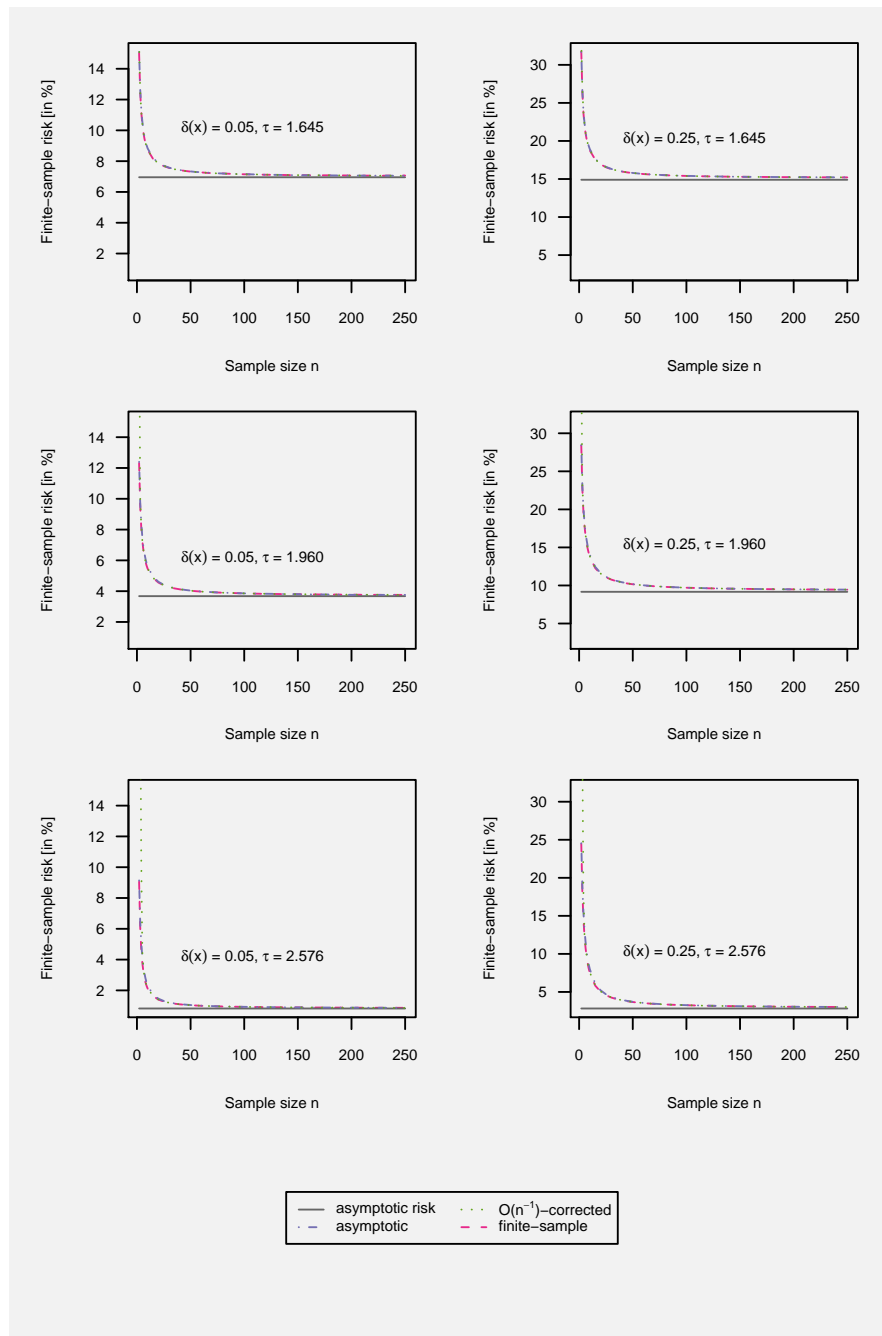 Finite−sample risk [in %]
14
12
10
8
6
4
2
δ(x) = 0.05, τ = 1.645
0 50 100 150 200 250
Sample size n
Finite−sample risk [in %]
30
25
20
15
10
5
δ(x) = 0.25, τ = 1.645
0 50 100 150 200 250
Sample size n
Finite−sample risk [in %]
14
12
10
8
6
4
2
δ(x) = 0.05, τ = 1.960
0 50 100 150 200 250
Sample size n
Finite−sample risk [in %]
30
25
20
15
10
5
δ(x) = 0.25, τ = 1.960
0 50 100 150 200 250
Sample size n
Finite−sample risk [in %]
14
12
10
8
6
4
2
δ(x) = 0.05, τ = 2.576
0 50 100 150 200 250
Sample size n
Finite−sample risk [in %]
30
25
20
15
10
5
δ(x) = 0.25, τ = 2.576
0 50 100 150 200 250
Sample size n
asymptotic risk
asymptotic
O(n⁻¹)−corrected
finite−sample